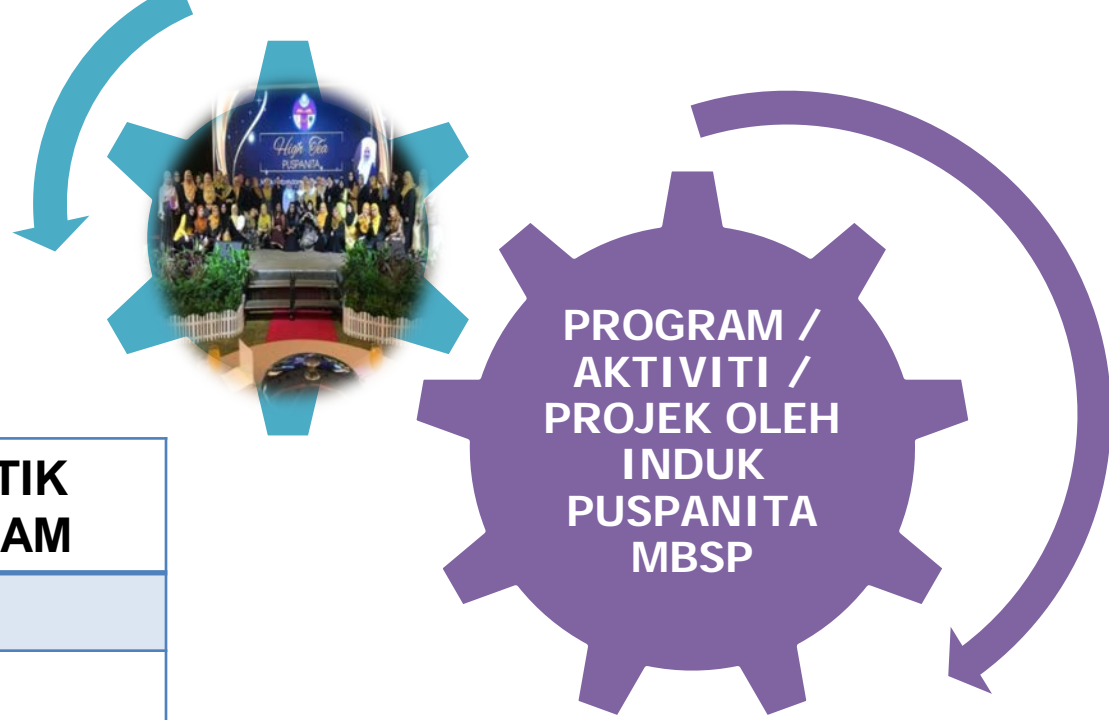 High Tea
PUSPANITA
PROGRAM /
AKTIVITI /
PROJEK OLEH
INDUK
PUSPANITA
MBSP
TIK
AM